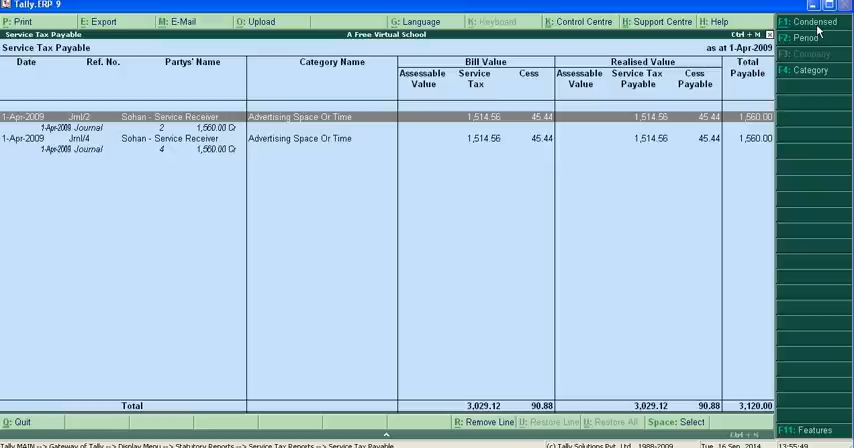 Tally.ERP 9
P: Print E: Export M: E-Mail O: Upload G: Language K: Keyboard K: Control Centre H: Support Centre H: Help F1: Condensed
Service Tax Payable A Free Virtual School Ctrl + M
Service Tax Payable as at 1-Apr-2009
F2: Period
F3: Company
F4: Category
Date Ref. No. Partys' Name Category Name Bill Value Realised Value Total
Assessable Service Cess Assessable Service Tax Cess Payable
Value Tax Value Payable Payable
1-Apr-2009 Jrnl/2 Sohan - Service Receiver Advertising Space Or Time 1,514.56 45.44 1,514.56 45.44 1,560.00
1-Apr-2009 Journal 2 1,560.00 Cr
1-Apr-2009 Jrnl/4 Sohan - Service Receiver Advertising Space Or Time 1,514.56 45.44 1,514.56 45.44 1,560.00
1-Apr-2009 Journal 4 1,560.00 Cr
Total 3,029.12 90.88 3,029.12 90.88 3,120.00
Q: Quit R: Remove Line U: Restore Line U: Restore All Space: Select
F11: Features
Ctrl + N
Tally MAIN --> Gateway of Tally --> Display Menu --> Statutory Reports --> Service Tax Reports --> Service Tax Payable (c) Tally Solutions Pvt. Ltd., 1988-2009 Tue, 16 Sep, 2014 13:55:49